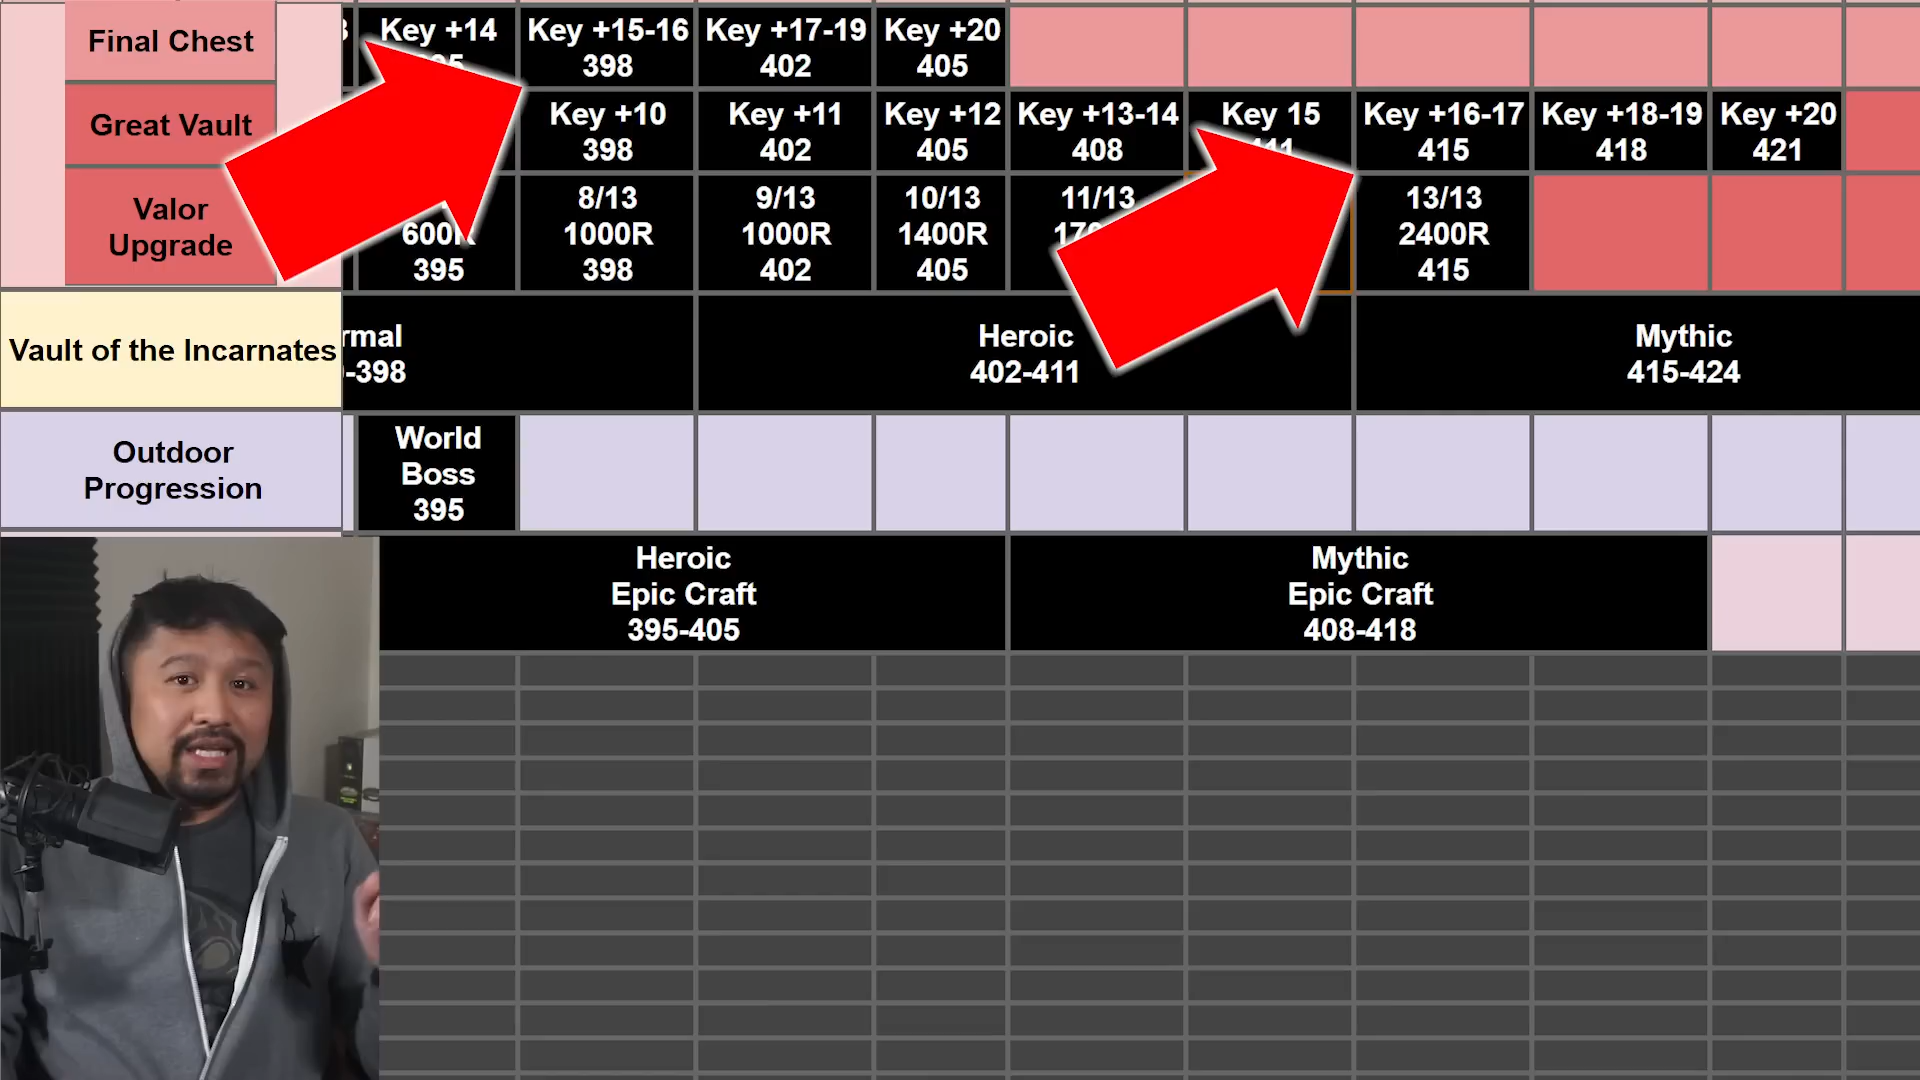 Final Chest
Key +14
Key +15-16
398
Key +17-19
402
Key +20
405
Great Vault
Key +10
398
Key +11
402
Key +12
405
Key +13-14
408
Key 15
Key +16-17
415
Key +18-19
418
Key +20
421
Valor
Upgrade
395
8/13
1000R
398
9/13
1000R
402
10/13
1400R
405
11/13
13/13
2400R
415
Vault of the Incarnates
-398
Heroic
402-411
Mythic
415-424
Outdoor
Progression
World
Boss
395
Heroic
Epic Craft
395-405
Mythic
Epic Craft
408-418